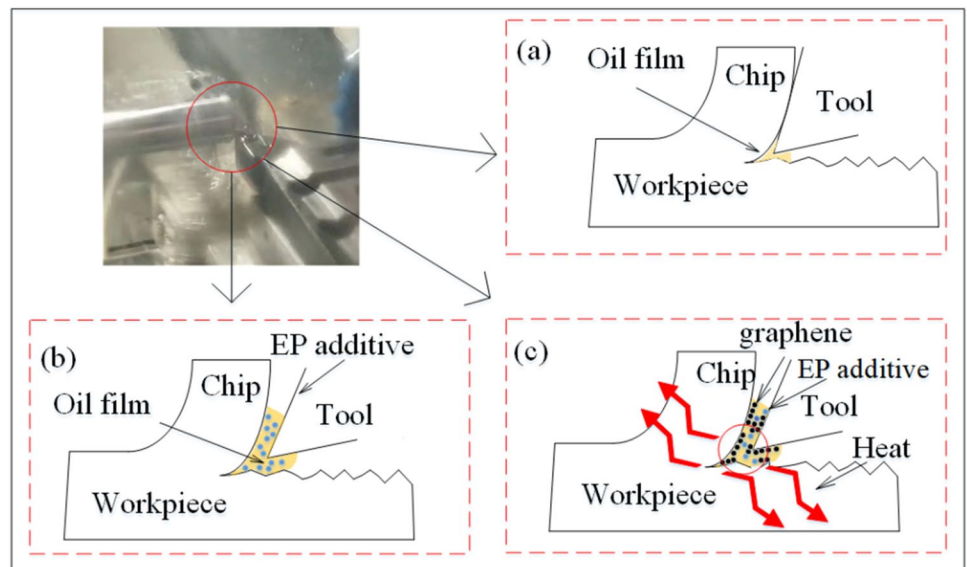 (a)
Oil film
Chip
Tool
Workpiece
(b)
EP additive
Chip
Oil film
Tool
Workpiece
(c)
graphene
Chip
EP additive
Tool
Heat
Workpiece